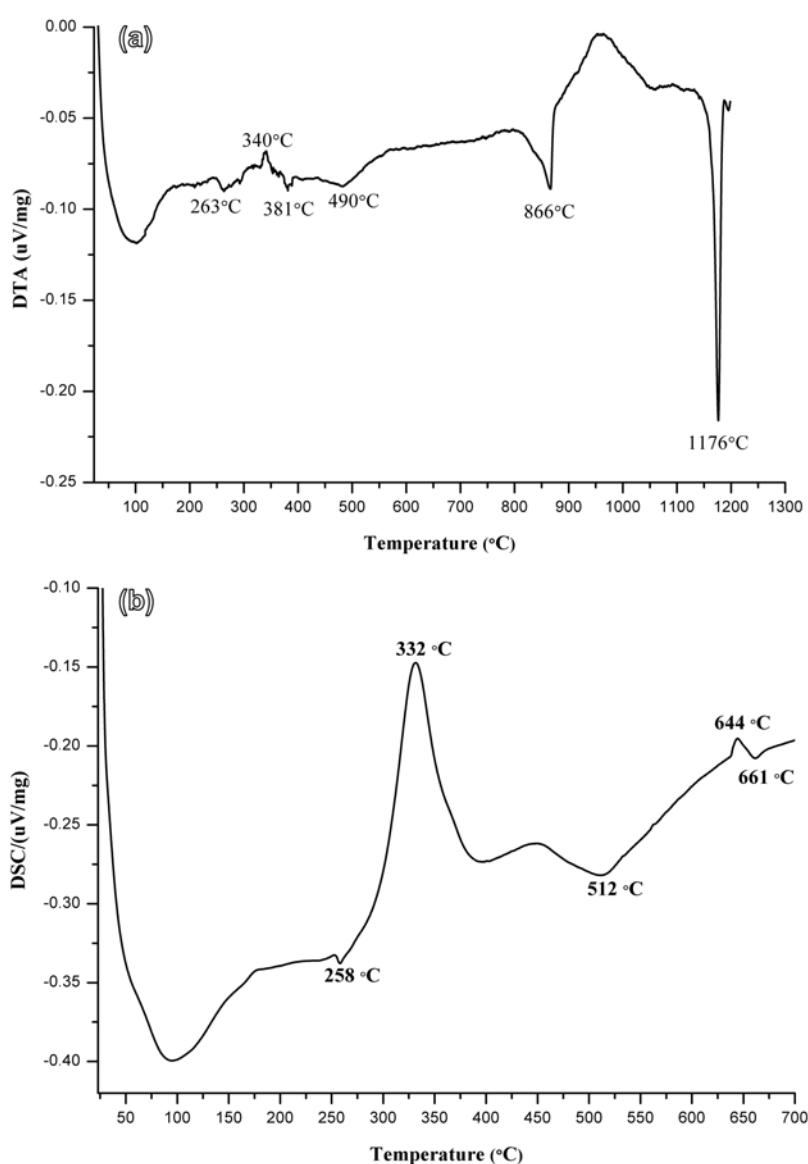 (a)
0.00
-0.05
-0.10
-0.15
-0.20
-0.25
DTA (uV/mg)
340°C
263°C
381°C
490°C
866°C
1176°C
100 200 300 400 500 600 700 800 900 1000 1100 1200 1300
Temperature (°C)
(b)
-0.10
-0.15
-0.20
-0.25
-0.30
-0.35
-0.40
DSC/(uV/mg)
332 °C
644 °C
661 °C
512 °C
258 °C
50 100 150 200 250 300 350 400 450 500 550 600 650 700
Temperature (°C)